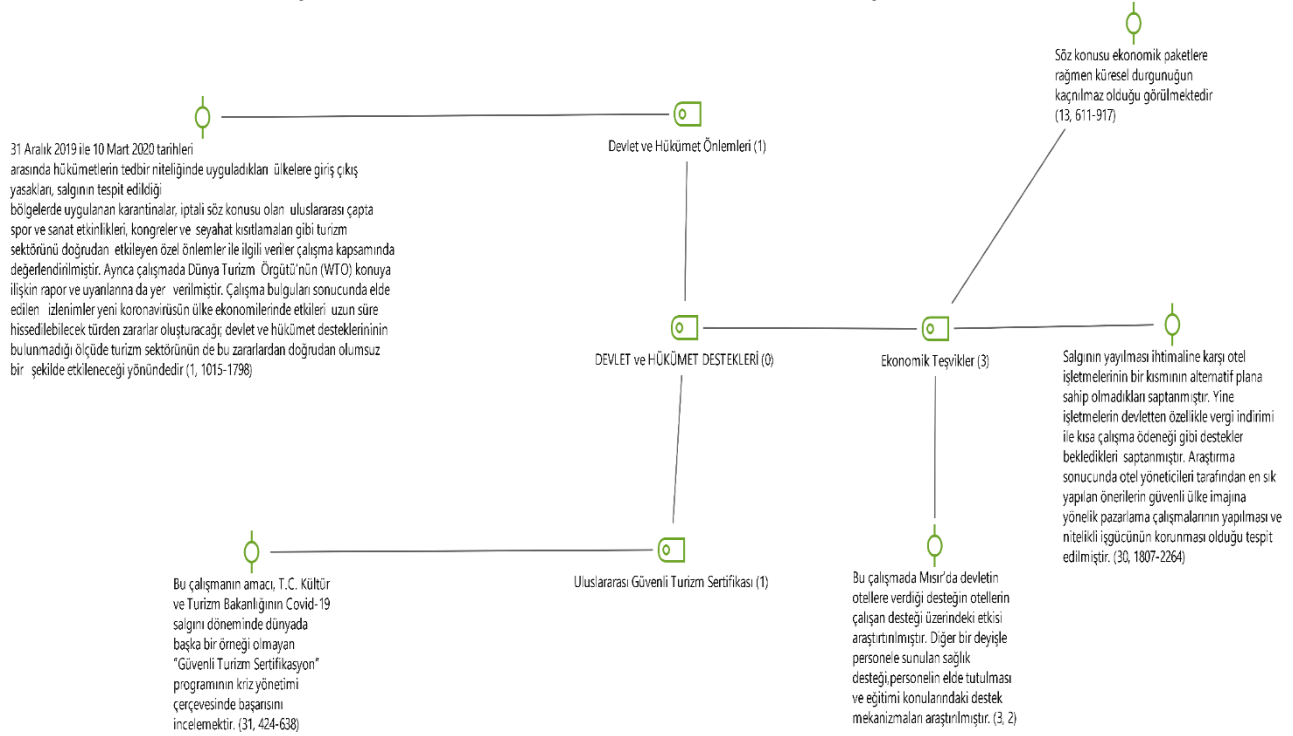 Söz konusu ekonomik paketlere
rağmen küresel durgunuğun
kaçnılmaz olduğu görülmektedir
(13, 611-917)
Devlet ve Hükümet Önlemleri (1)
31 Aralık 2019 ile 10 Mart 2020 tarihleri
arasında hükümetlerin tedbir niteliğinde uyguladıkları ülkelere giriş çıkış
yasakları, salgının tespit edildiği
bölgelerde uygulanan karantinalar, iptali söz konusu olan uluslararası çapta
spor ve sanat etkinlikleri, kongreler ve seyahat kısıtlamaları gibi turizm
sektörünü doğrudan etkileyen özel önlemler ile ilgili veriler çalışma kapsamında
değerlendirilmiştir. Ayrıca çalışmada Dünya Turizm Örgütü'nün (WTO) konuya
ilişkin rapor ve uyarılarına da yer verilmiştir. Çalışma bulguları sonucunda elde
edilen izlenimler yeni koronavirüsün ülke ekonomilerinde etkileri uzun süre
hissedilebilecek türden zararlar oluşturacağı; devlet ve hükümet desteklerininin
bulunmadığı ölçüde turizm sektörünün de bu zararlardan doğrudan olumsuz
bir şekilde etkileneceği yönündedir (1, 1015-1798)
DEVLET ve HÜKÜMET DESTEKLERİ (0)
Ekonomik Teşvikler (3)
Salgının yayılması ihtimaline karşı otel
işletmelerinin bir kısmının alternatif plana
sahip olmadıkları saptanmıştır. Yine
işletmelerin devletten özellikle vergi indirimi
ile kısa çalışma ödeneği gibi destekler
bekledikleri saptanmıştır. Araştırma
sonucunda otel yöneticileri tarafından en sık
yapılan önerilerin güvenli ülke imajına
yönelik pazarlama çalışmalarının yapılması ve
nitelikli işgücünün korunması olduğu tespit
edilmiştir. (30, 1807-2264)
Uluslararası Güvenli Turizm Sertifikası (1)
Bu çalışmanın amacı, T.C. Kültür
ve Turizm Bakanlığının Covid-19
salgını döneminde dünyada
başka bir örneği olmayan
"Güvenli Turizm Sertifikasyon"
programının kriz yönetimi
çerçevesinde başarısını
incelemektir. (31, 424-638)
Bu çalışmada Mısır'da devletin
otellere verdiği desteğin otellerin
çalışan desteği üzerindeki etkisi
araştırtırılmıştır. Diğer bir deyişle
personele sunulan sağlık
desteği,personelin elde tutulması
ve eğitimi konularındaki destek
mekanizmaları araştırılmıştır. (3, 2)